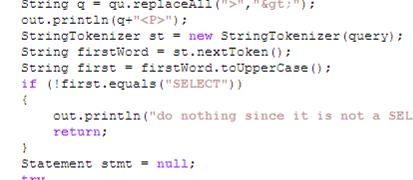 String q = qu.replaceAll(">","&gt;");
out.println(q+"<P>");
StringTokenizer st = new StringTokenizer(query);
String firstWord = st.nextToken();
String first = firstWord.toUpperCase();
if (!first.equals("SELECT"))
{
out.println("do nothing since it is not a SEL
return;
}
Statement stmt = null;
try